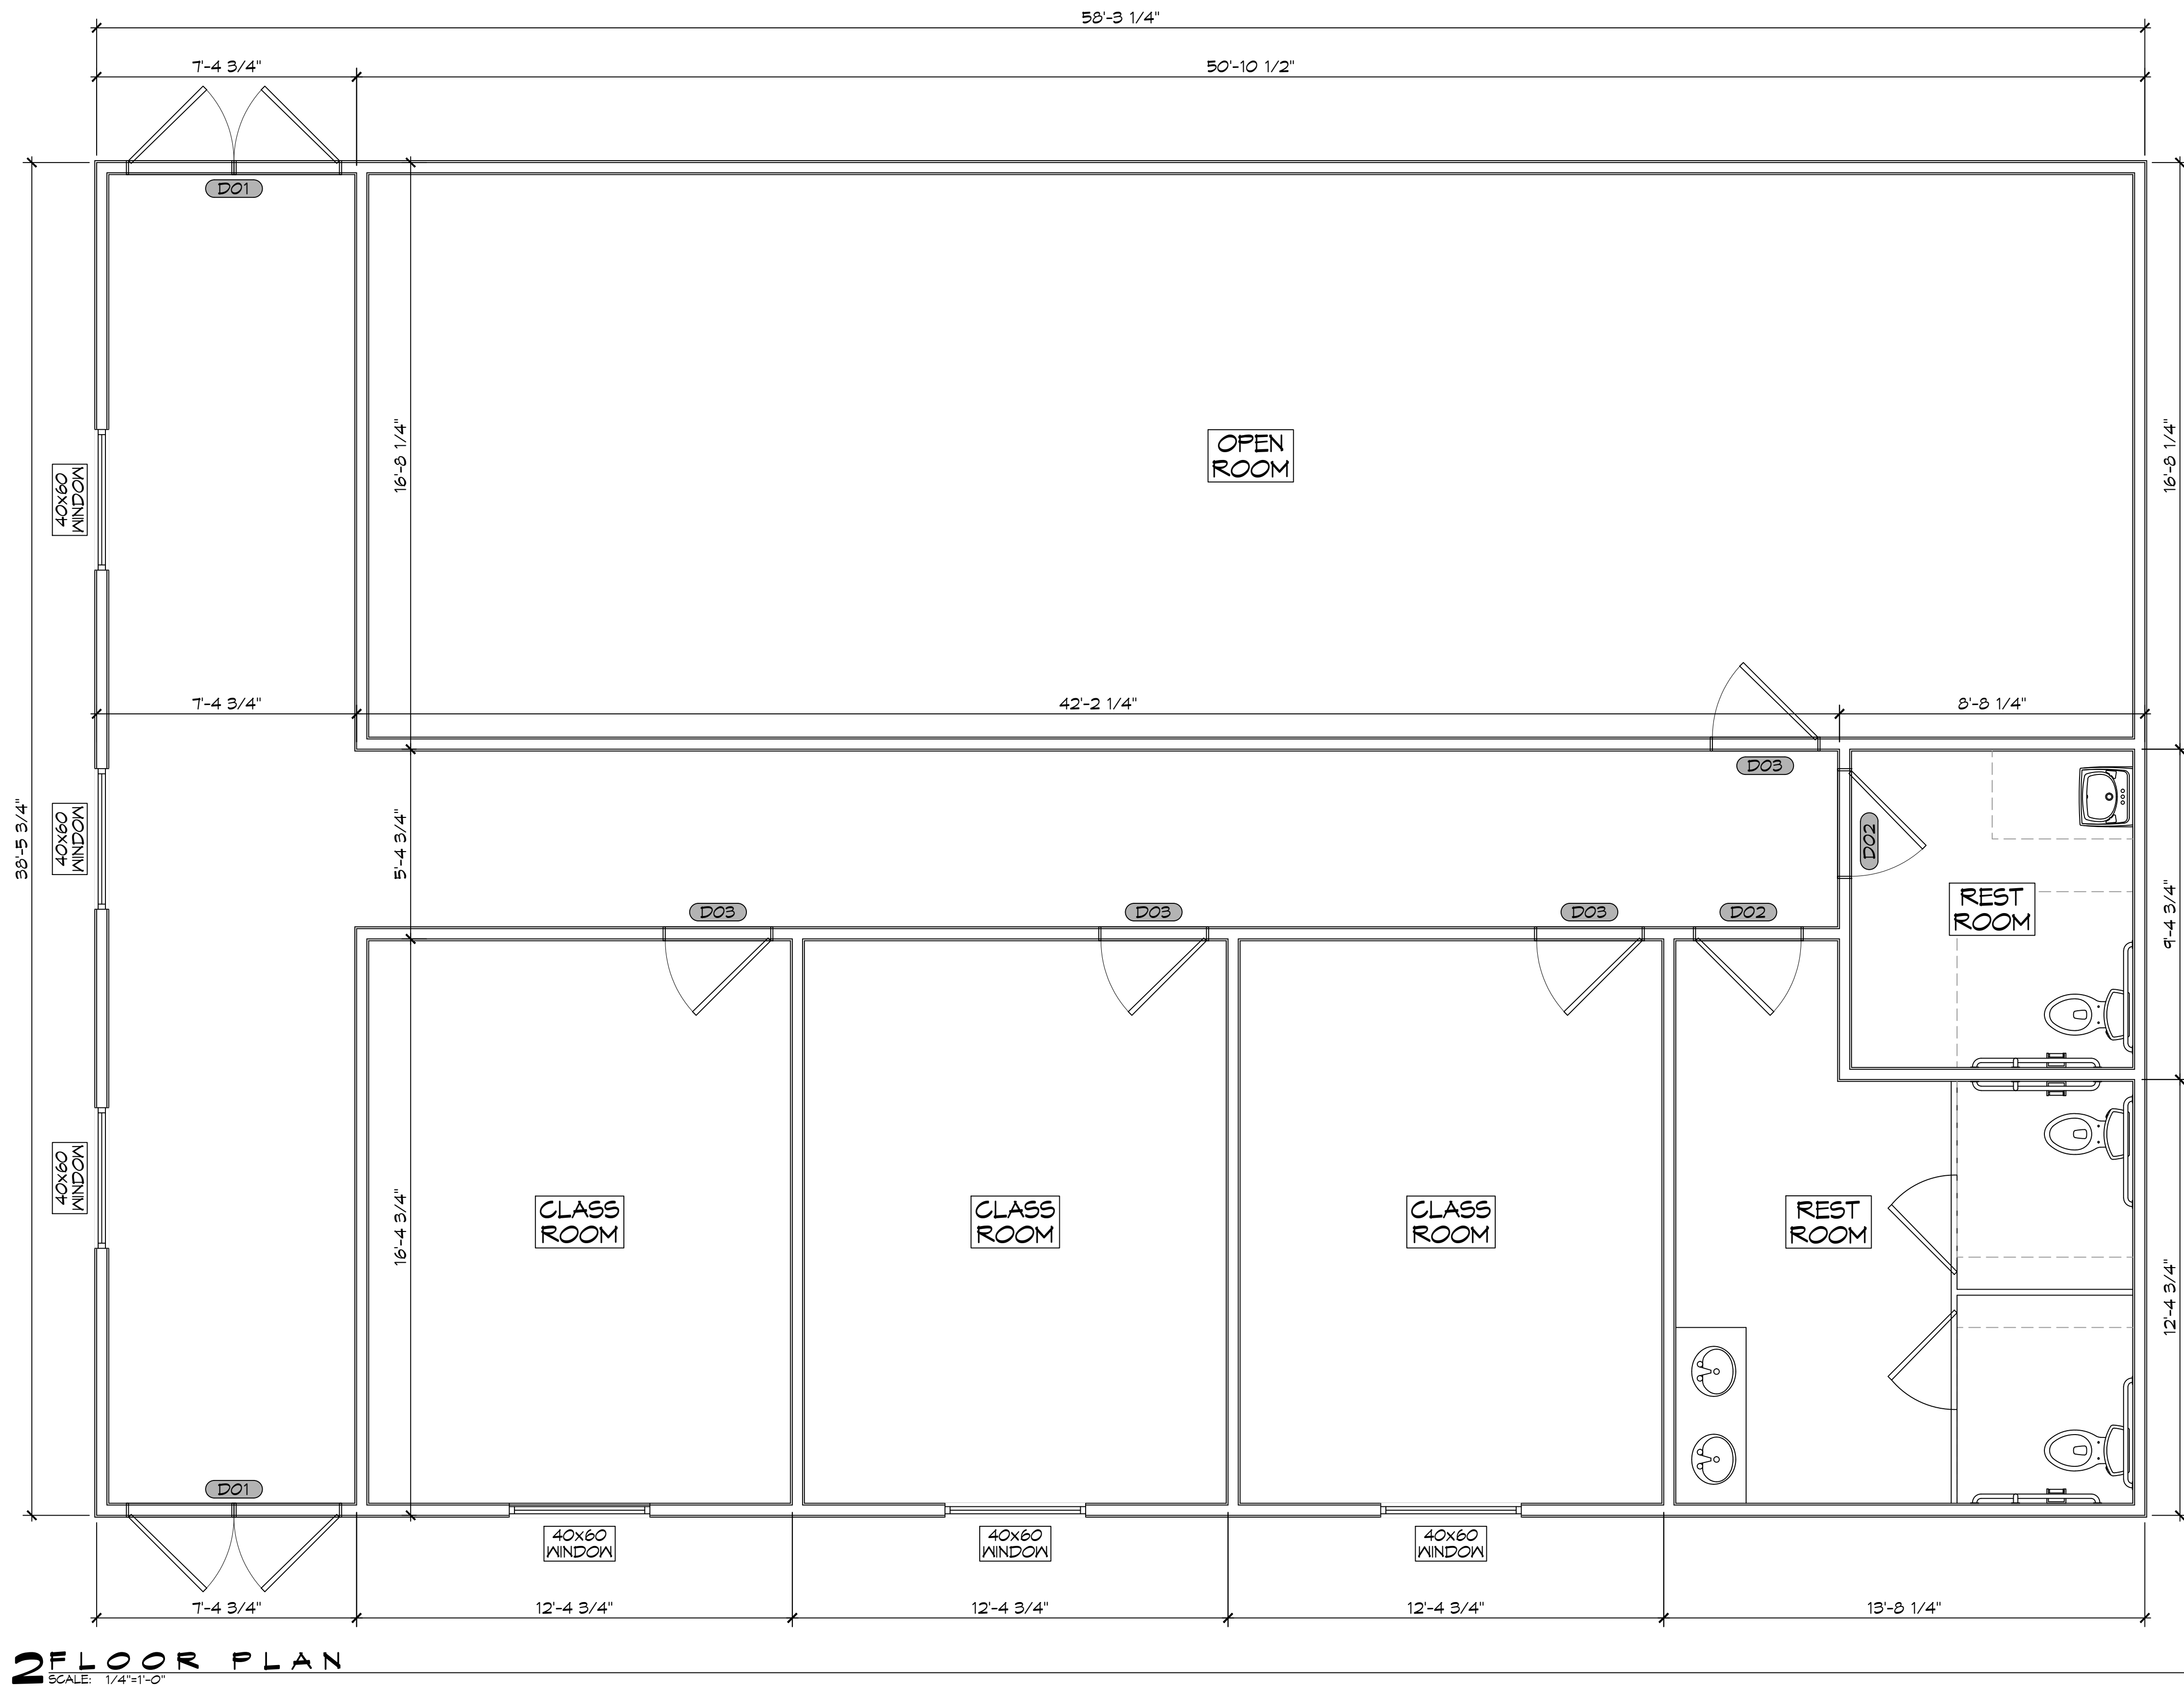 58'-3 1/4"
7'-4 3/4"
50'-10 1/2"
D01
OPEN
ROOM
16'-8 1/4"
16'-8 1/4"
40x60
WINDOW
7'-4 3/4"
42'-2 1/4"
8'-8 1/4"
D03
38'-5 3/4"
40x60
WINDOW
5'-4 3/4"
D02
D03
D03
D03
D02
REST
ROOM
9'-4 3/4"
40x60
WINDOW
16'-4 3/4"
CLASS
ROOM
CLASS
ROOM
CLASS
ROOM
REST
ROOM
12'-4 3/4"
D01
40x60
WINDOW
40x60
WINDOW
40x60
WINDOW
7'-4 3/4"
12'-4 3/4"
12'-4 3/4"
12'-4 3/4"
13'-8 1/4"
2 FLOOR PLAN
SCALE: 1/4"=1'-0"